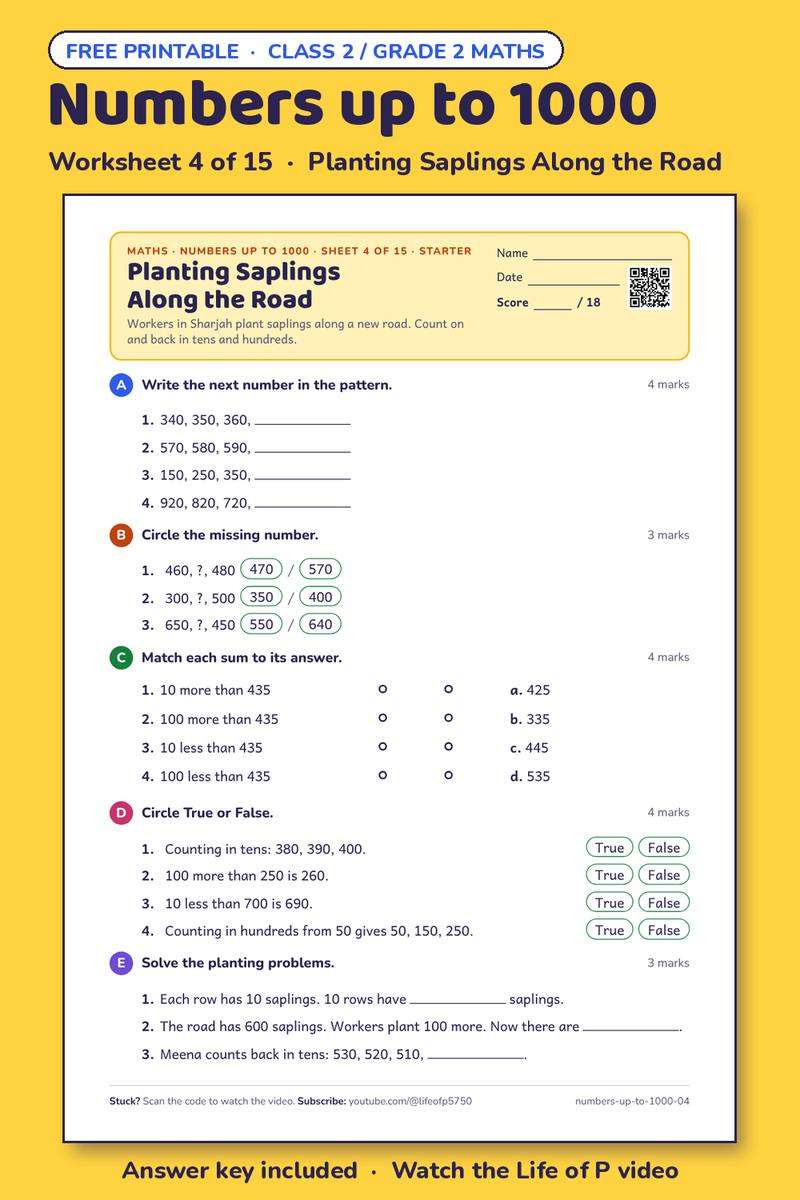 FREE PRINTABLE · CLASS 2 / GRADE 2 MATHS
Numbers up to 1000
Worksheet 4 of 15 · Planting Saplings Along the Road
MATHS · NUMBERS UP TO 1000 · SHEET 4 OF 15 · STARTER
Planting Saplings
Along the Road
Workers in Sharjah plant saplings along a new road. Count on
and back in tens and hundreds.
Name ____________
Date ____________
Score _____ / 18
A Write the next number in the pattern. 4 marks
1. 340, 350, 360, ____________
2. 570, 580, 590, ____________
3. 150, 250, 350, ____________
4. 920, 820, 720, ____________
B Circle the missing number. 3 marks
1. 460, ?, 480 470 / 570
2. 300, ?, 500 350 / 400
3. 650, ?, 450 550 / 640
C Match each sum to its answer. 4 marks
1. 10 more than 435 a. 425
2. 100 more than 435 b. 335
3. 10 less than 435 c. 445
4. 100 less than 435 d. 535
D Circle True or False. 4 marks
1. Counting in tens: 380, 390, 400. True False
2. 100 more than 250 is 260. True False
3. 10 less than 700 is 690. True False
4. Counting in hundreds from 50 gives 50, 150, 250. True False
E Solve the planting problems. 3 marks
1. Each row has 10 saplings. 10 rows have ____________ saplings.
2. The road has 600 saplings. Workers plant 100 more. Now there are ____________.
3. Meena counts back in tens: 530, 520, 510, ____________.
Stuck? Scan the code to watch the video. Subscribe: youtube.com/@lifeofp5750 numbers-up-to-1000-04
Answer key included · Watch the Life of P video